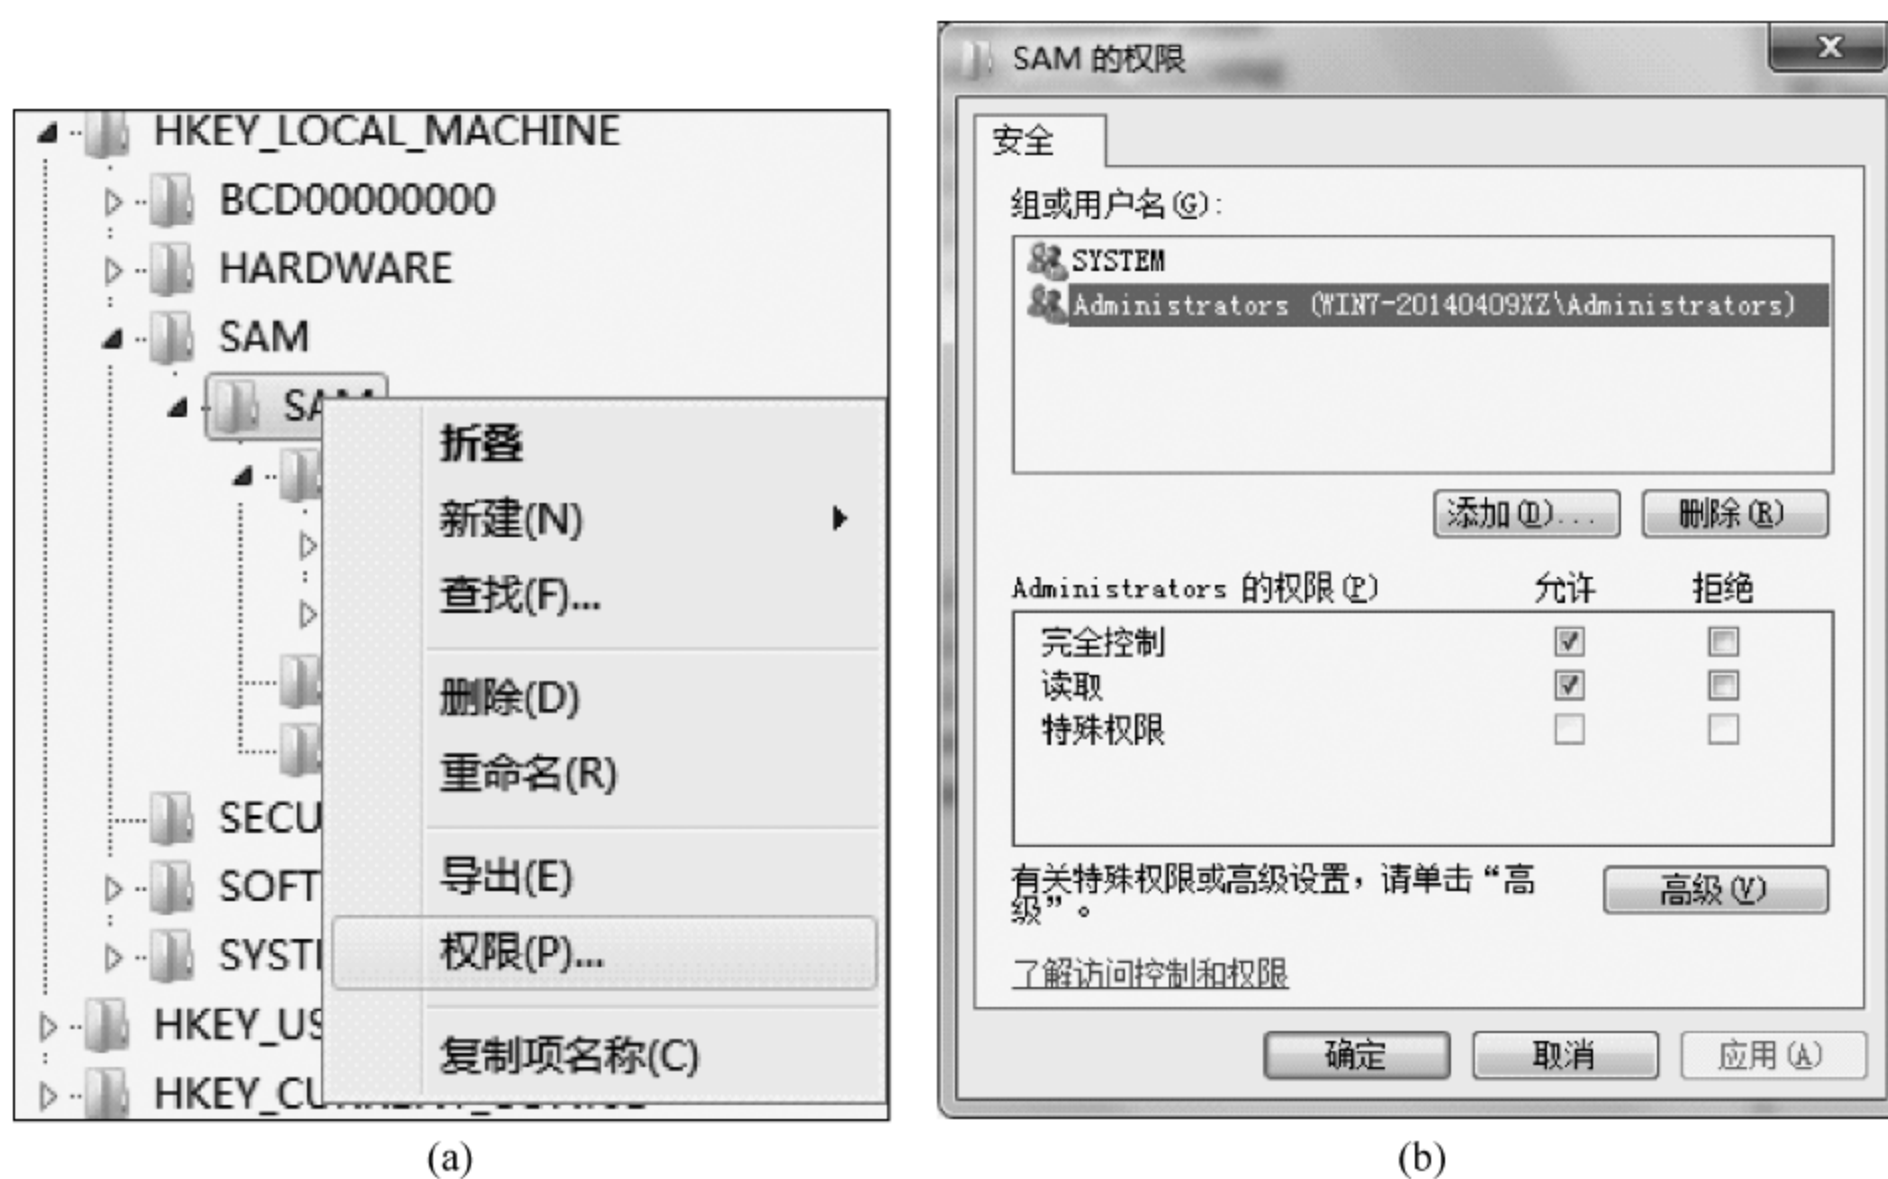 HKEY_LOCAL_MACHINE
BCD00000000
HARDWARE
SAM
折叠
新建(N)
查找(F)...
删除(D)
重命名(R)
SECU
导出(E)
SOFT
权限(P)...
SYSTE
HKEY_US
复制项名称(C)
(a)
SAM 的权限
安全
组或用户名(G):
SYSTEM
Administrators (WIN7-20140409XZ\Administrators)
添加(D)... 删除(R)
Administrators 的权限(P) 允许 拒绝
完全控制
读取
特殊权限
有关特殊权限或高级设置，请单击“高
级”。
高级(V)
了解访问控制和权限
确定 取消 应用(A)
(b)